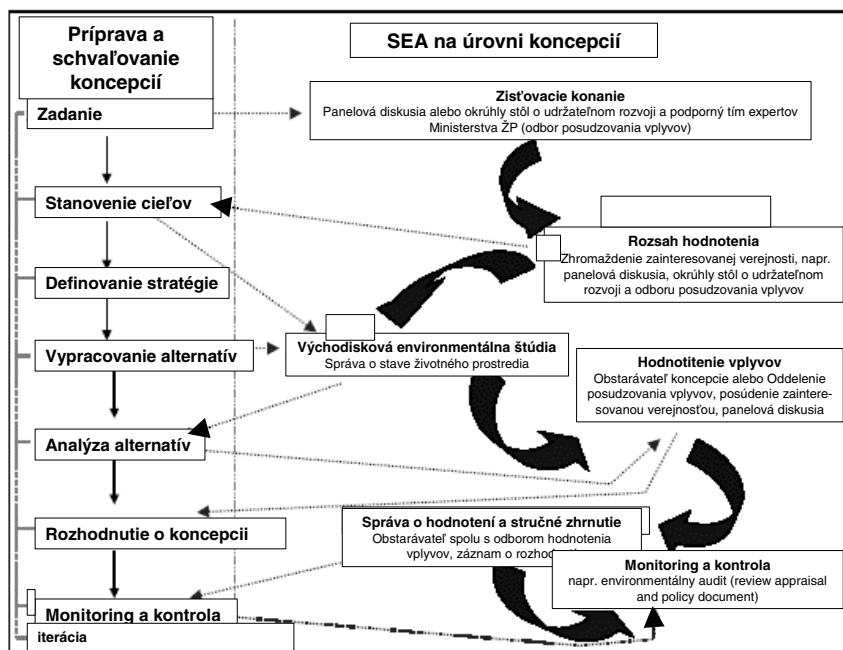 Príprava a
schvaľovanie
koncepcií
SEA na úrovni koncepcií
Zadanie
Zisťovacie konanie
Panelová diskusia alebo okrúhly stôl o udržateľnom rozvoji a podporný tím expertov
Ministerstva ŽP (odbor posudzovania vplyvov)
Stanovenie cieľov
Rozsah hodnotenia
Zhromaždenie zainteresovanej verejnosti, napr.
panelová diskusia, okrúhly stôl o udržateľnom
rozvoji a odboru posudzovania vplyvov
Definovanie stratégie
Vypracovanie alternatív
Východisková environmentálna štúdia
Správa o stave životného prostredia
Hodnotitenie vplyvov
Obstarávateľ koncepcie alebo Oddelenie
posudzovania vplyvov, posúdenie zaintere-
sovanou verejnosťou, panelová diskusia
Analýza alternatív
Rozhodnutie o koncepcii
Správa o hodnotení a stručné zhrnutie
Obstarávateľ spolu s odborom hodnotenia
vplyvov, záznam o
Monitoring a kontrola
napr. environmentálny audit (review appraisal
and policy document)
Monitoring a kontrola
iterácia